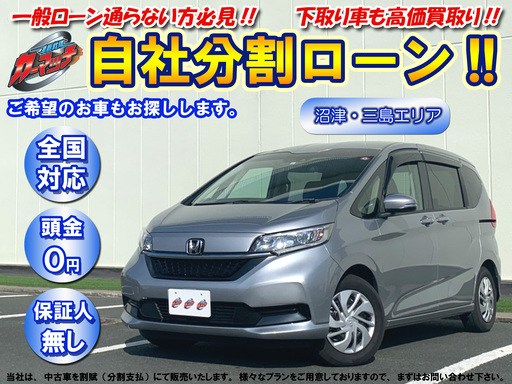 一般ローン通らない方必見!! 下取り車も高価買取り!!
カーマッチ
自社分割ローン!!
ご希望のお車もお探しします。
沼津・三島エリア
全国
対応
頭金
0円
保証人
無し
当社は、中古車を割賦(分割支払)にて販売いたします。様々なプランをご用意しておりますので、まずはお問い合わせ下さい。